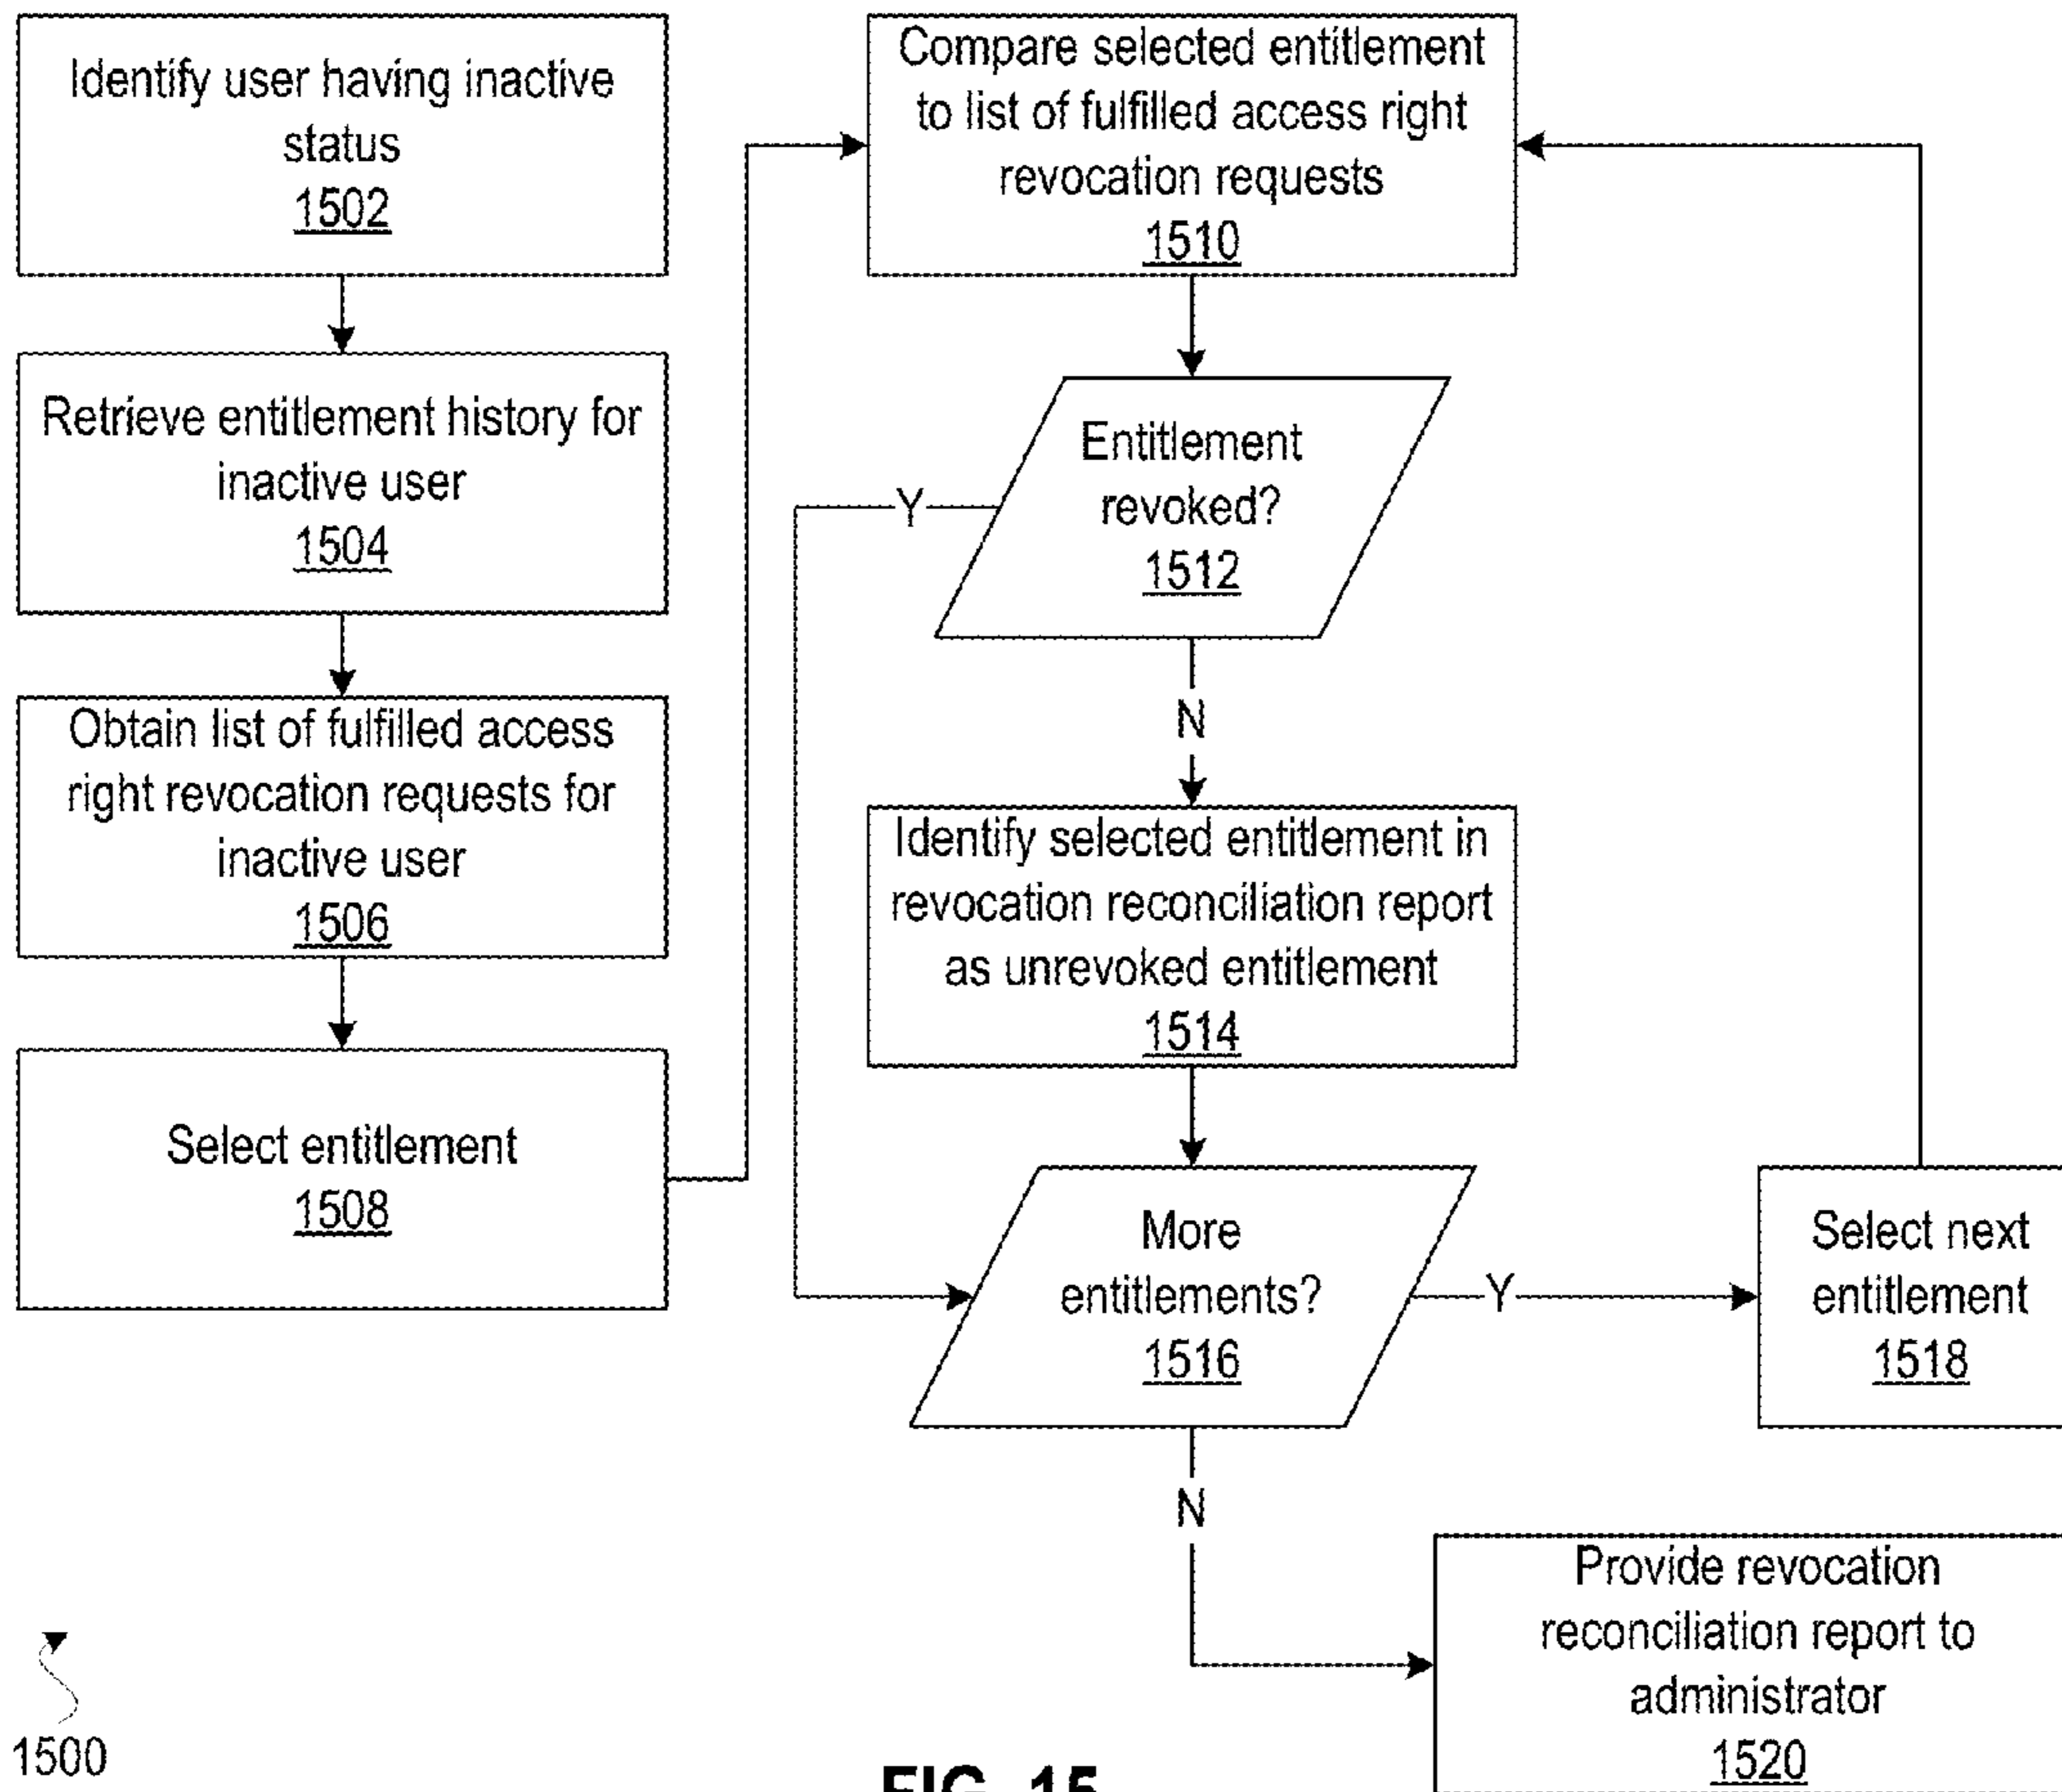 Identify user having inactive
status
1502
Retrieve entitlement history for
inactive user
1504
Obtain list of fulfilled access
right revocation requests for
inactive user
1506
Select entitlement
1508
Compare selected entitlement
to list of fulfilled access right
revocation requests
1510
Entitlement
revoked?
1512
Y
N
Identify selected entitlement in
revocation reconciliation report
as unrevoked entitlement
1514
More
entitlements?
1516
Y
Select next
entitlement
1518
N
Provide revocation
reconciliation report to
administrator
1520
1500
FIG. 15